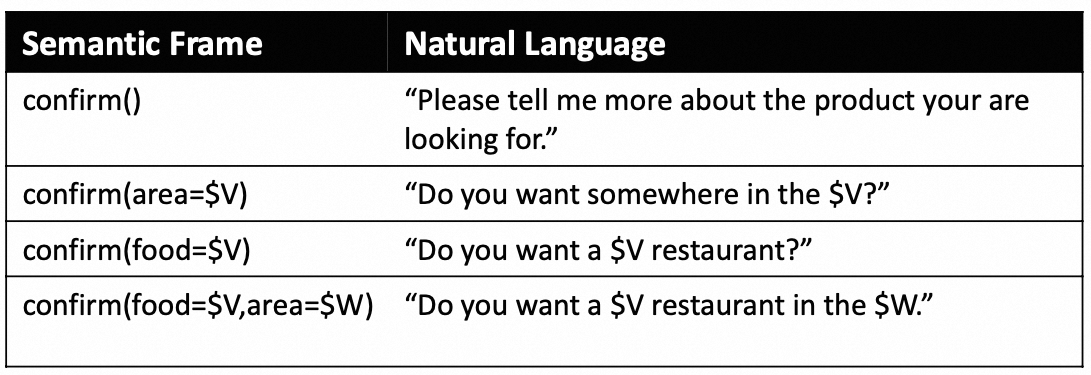 Semantic Frame Natural Language
confirm() “Please tell me more about the product your are
looking for.”
confirm(area=$V) “Do you want somewhere in the $V?”
confirm(food=$V) “Do you want a $V restaurant?”
confirm(food=$V,area=$W) “Do you want a $V restaurant in the $W.”